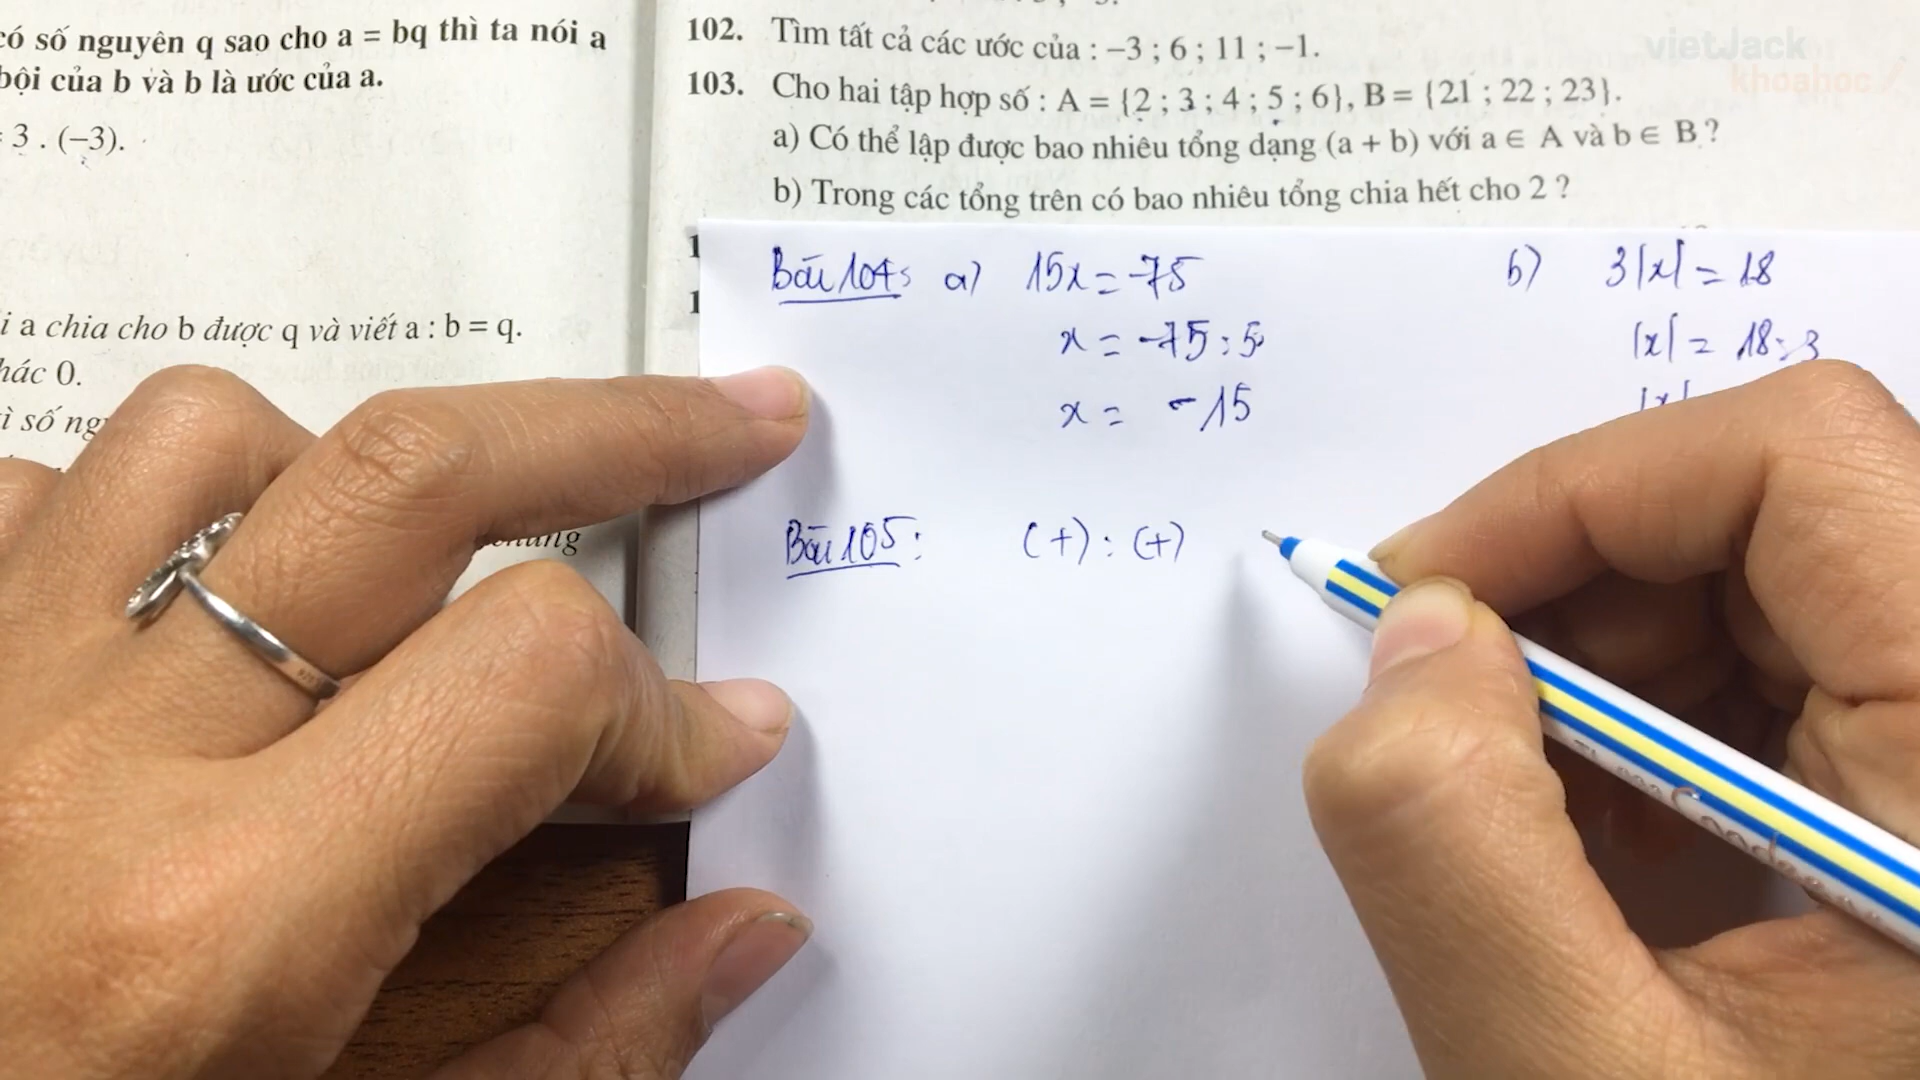 có số nguyên q sao cho a = bq thì ta nói a
bội của b và b là ước của a.
3 . (−3).
i a chia cho b được q và viết a : b = q.
hác 0.
ì số ng
102. Tìm tất cả các ước của : −3 ; 6 ; 11 ; −1.
103. Cho hai tập hợp số : A = {2 ; 3 ; 4 ; 5 ; 6}, B = {21 ; 22 ; 23}.
a) Có thể lập được bao nhiêu tổng dạng (a + b) với a ∈ A và b ∈ B ?
b) Trong các tổng trên có bao nhiêu tổng chia hết cho 2 ?
vietJack
khoahoc
Bài 104: a) 15x = -75
x = -75 : 5
x = -15
b) 3|x| = 18
|x| = 18 : 3
|x|
Bài 105: (+) : (+)